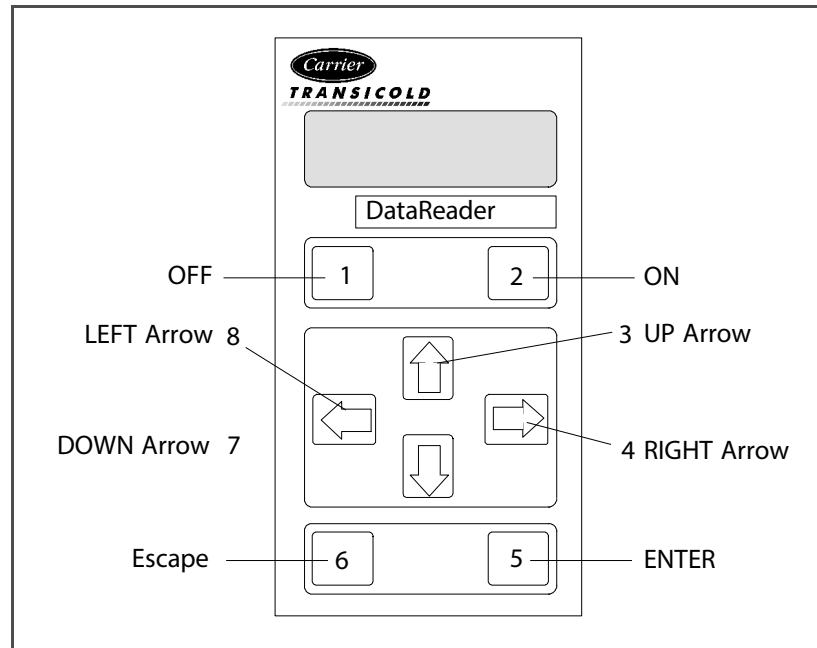 Carrier
TRANSICOLD
DataReader
OFF 1 2 ON
LEFT Arrow 8 3 UP Arrow
DOWN Arrow 7 4 RIGHT Arrow
Escape 6 5 ENTER